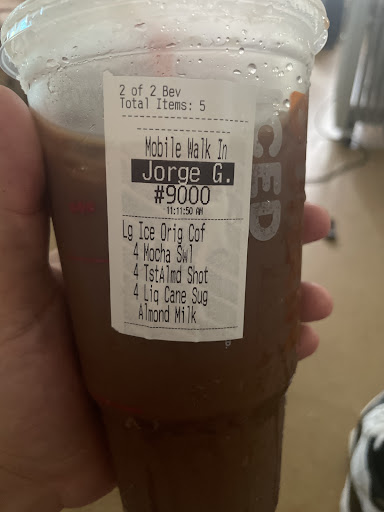 2 of 2 Bev
Total Items: 5
Mobile Walk In
Jorge G.
#9000
11:11:50 AM
Lg Ice Orig Cof
4 Mocha Swl
4 TstAlmd Shot
4 Liq Cane Sug
Almond Milk
CED